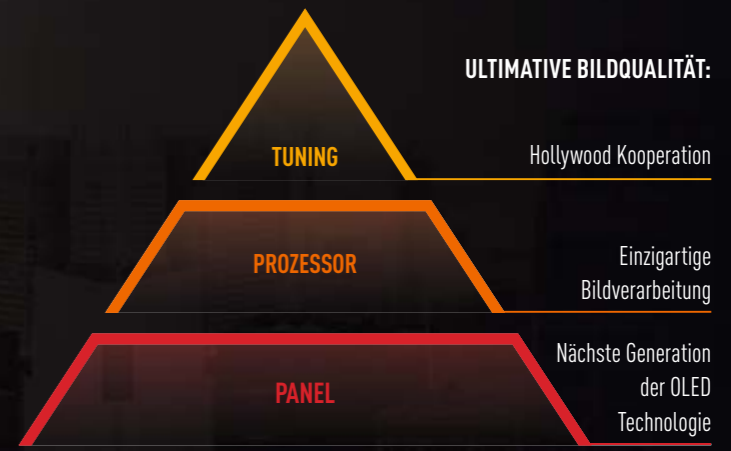 ULTIMATIVE BILDQUALITÄT:
TUNING
Hollywood Kooperation
PROZESSOR
Einzigartige
Bildverarbeitung
PANEL
Nächste Generation
der OLED
Technologie